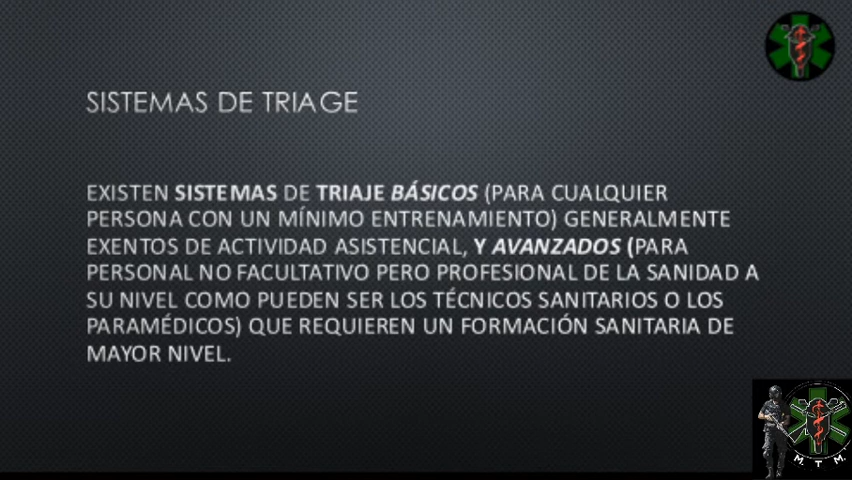 SISTEMAS DE TRIAGE
EXISTEN SISTEMAS DE TRIAJE BÁSICOS (PARA CUALQUIER
PERSONA CON UN MÍNIMO ENTRENAMIENTO) GENERALMENTE
EXENTOS DE ACTIVIDAD ASISTENCIAL, Y AVANZADOS (PARA
PERSONAL NO FACULTATIVO PERO PROFESIONAL DE LA SANIDAD A
SU NIVEL COMO PUEDEN SER LOS TÉCNICOS SANITARIOS O LOS
PARAMÉDICOS) QUE REQUIEREN UN FORMACIÓN SANITARIA DE
MAYOR NIVEL.
M. T M.